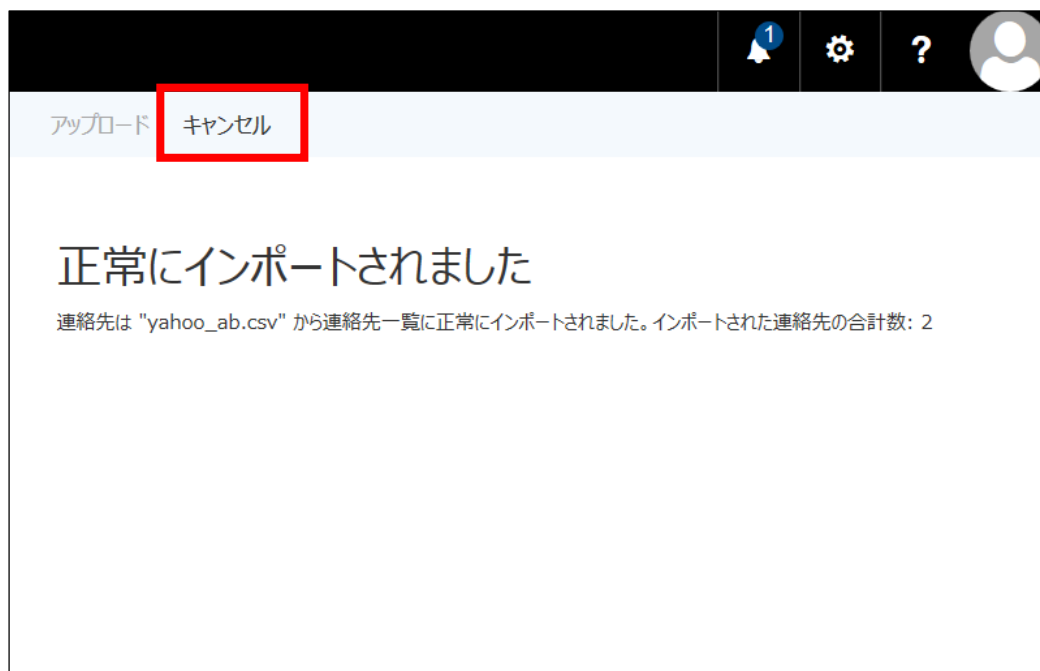 1
?
アップロード キャンセル
正常にインポートされました
連絡先は "yahoo_ab.csv" から連絡先一覧に正常にインポートされました。インポートされた連絡先の合計数: 2